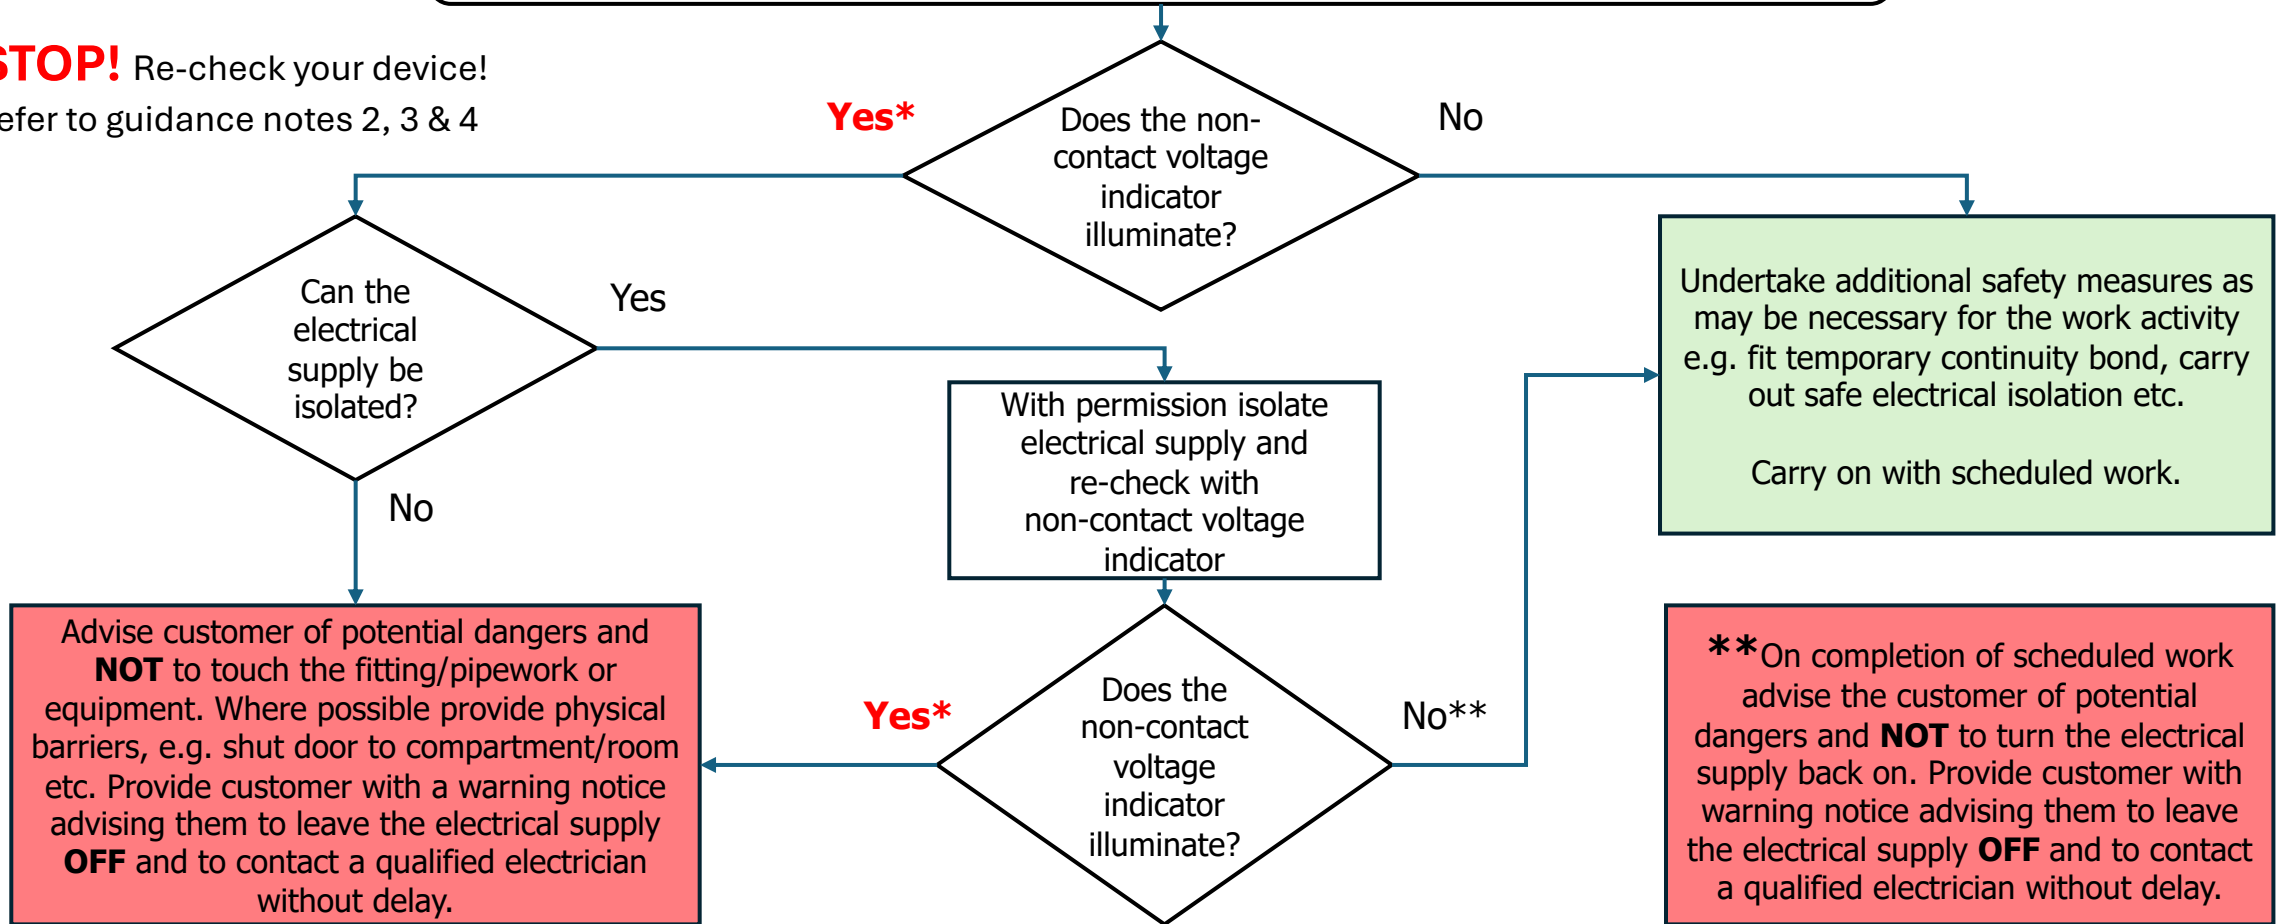 STOP! Re-check your device!
efer to guidance notes 2, 3 & 4
Yes*
Does the non-
contact voltage
indicator
illuminate?
No
Can the
electrical
supply be
isolated?
Yes
No
With permission isolate
electrical supply and
re-check with
non-contact voltage
indicator
Undertake additional safety measures as
may be necessary for the work activity
e.g. fit temporary continuity bond, carry
out safe electrical isolation etc.
Carry on with scheduled work.
Advise customer of potential dangers and
NOT to touch the fitting/pipework or
equipment. Where possible provide physical
barriers, e.g. shut door to compartment/room
etc. Provide customer with a warning notice
advising them to leave the electrical supply
OFF and to contact a qualified electrician
without delay.
Yes*
Does the
non-contact
voltage
indicator
illuminate?
No**
**On completion of scheduled work
advise the customer of potential
dangers and NOT to turn the electrical
supply back on. Provide customer with
warning notice advising them to leave
the electrical supply OFF and to contact
a qualified electrician without delay.